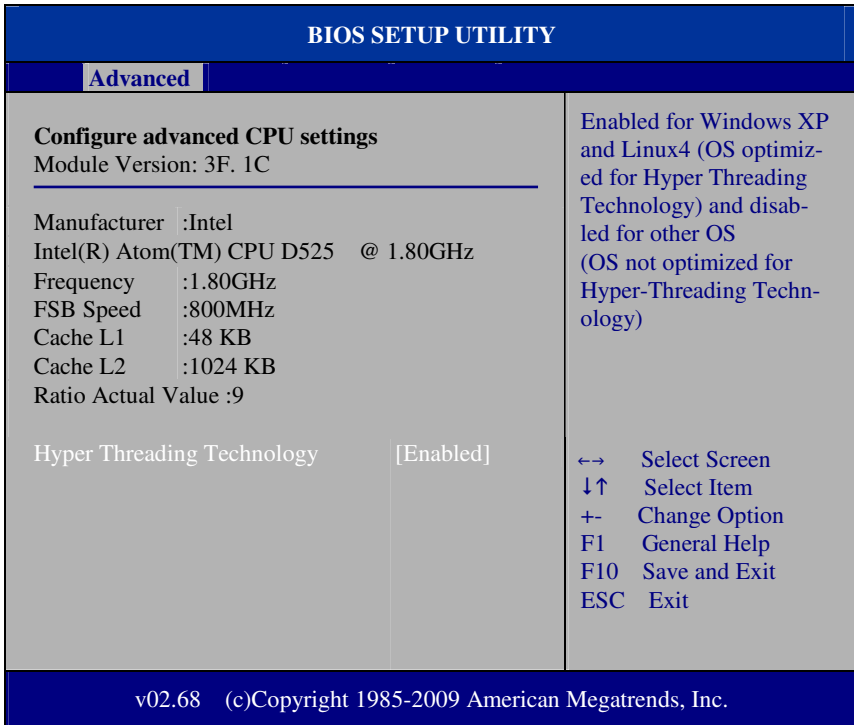 BIOS SETUP UTILITY
Advanced
Configure advanced CPU settings
Module Version: 3F. 1C
Manufacturer :Intel
Intel(R) Atom(TM) CPU D525 @ 1.80GHz
Frequency :1.80GHz
FSB Speed :800MHz
Cache L1 :48 KB
Cache L2 :1024 KB
Ratio Actual Value :9
Hyper Threading Technology [Enabled]
Enabled for Windows XP
and Linux4 (OS optimiz-
ed for Hyper Threading
Technology) and disab-
led for other OS
(OS not optimized for
Hyper-Threading Techn-
ology)
←→ Select Screen
↓↑ Select Item
+- Change Option
F1 General Help
F10 Save and Exit
ESC Exit
v02.68 (c)Copyright 1985-2009 American Megatrends, Inc.